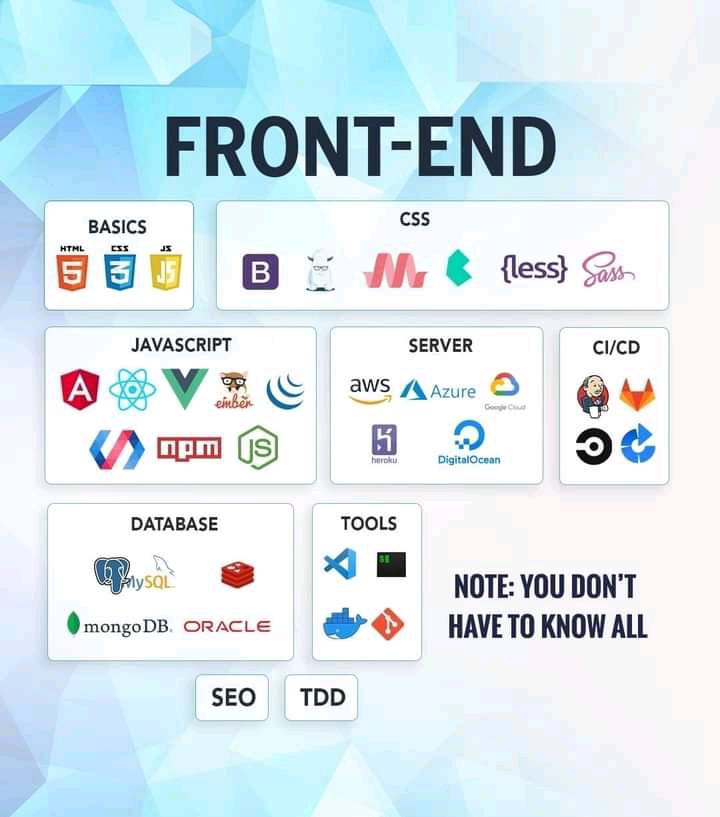 FRONT-END
BASICS
HTML CSS JS
5 3 J5
CSS
B {less} Sass
JAVASCRIPT
A
ember
npm JS
SERVER
aws Azure
Google Cloud
heroku
DigitalOcean
CI/CD
DATABASE
MySQL
mongoDB. ORACLE
TOOLS
$
NOTE: YOU DON'T
HAVE TO KNOW ALL
SEO TDD